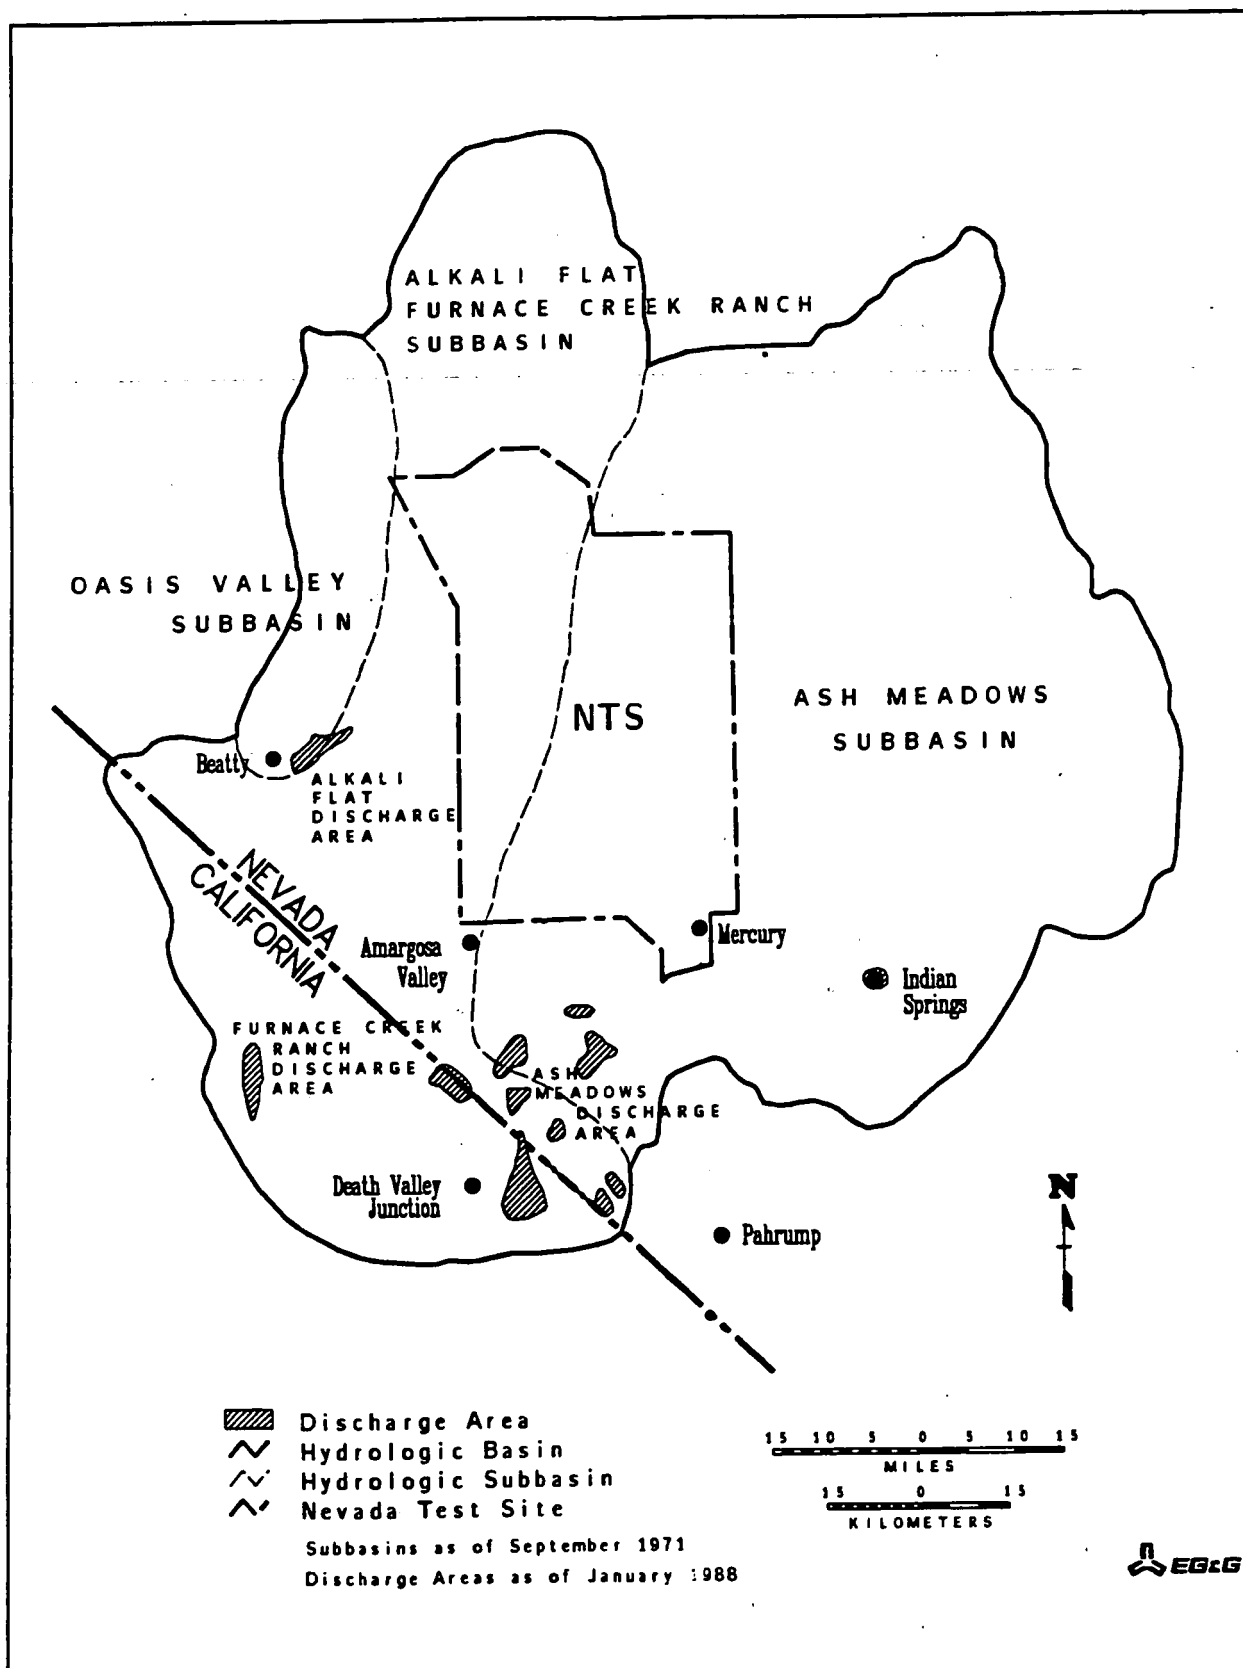 ALKALI FLAT
FURNACE CREEK RANCH
SUBBASIN
OASIS VALLEY
SUBBASIN
NTS
ASH MEADOWS
SUBBASIN
Beatty
ALKALI
FLAT
DISCHARGE
AREA
NEVADA
CALIFORNIA
Amargosa
Valley
Mercury
Indian
Springs
FURNACE CREEK
RANCH
DISCHARGE
AREA
ASH
MEADOWS
DISCHARGE
AREA
Death Valley
Junction
Pahrump
N
Discharge Area
Hydrologic Basin
Hydrologic Subbasin
Nevada Test Site
Subbasins as of September 1971
Discharge Areas as of January 1988
15 10 5 0 5 10 15
MILES
15 0 15
KILOMETERS
EG&G